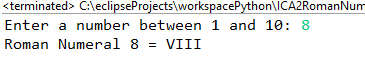 <terminated> C:\eclipseProjects\workspacePython\ICA2RomanNum
Enter a number between 1 and 10: 8
Roman Numeral 8 = VIII